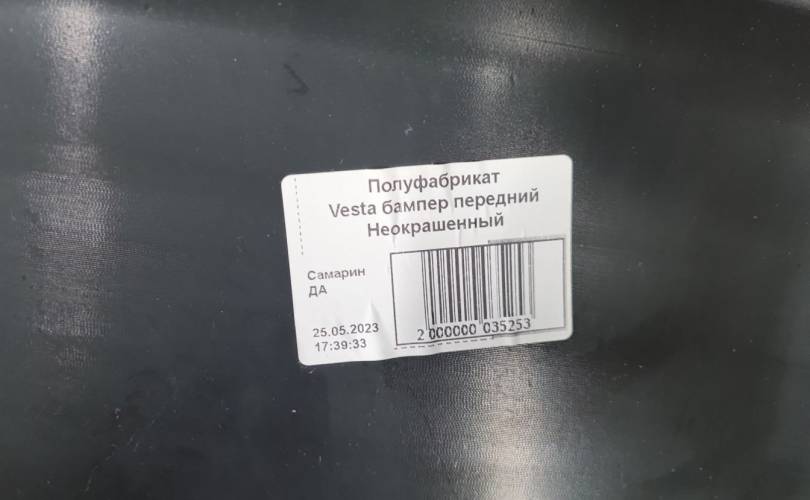 Полуфабрикат
Vesta бампер передний
Неокрашенный
Самарин
ДА
25.05.2023
17:39:33
2 000000 035253